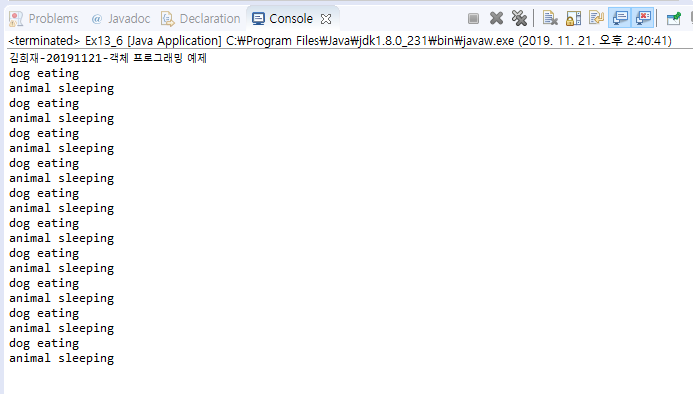 Problems @ Javadoc Declaration Console
<terminated> Ex13_6 [Java Application] C:₩Program Files₩Java₩jdk1.8.0_231₩bin₩javaw.exe (2019. 11. 21. 오후 2:40:41)
김희재-20191121-객체 프로그래밍 예제
dog eating
animal sleeping
dog eating
animal sleeping
dog eating
animal sleeping
dog eating
animal sleeping
dog eating
animal sleeping
dog eating
animal sleeping
dog eating
animal sleeping
dog eating
animal sleeping
dog eating
animal sleeping
dog eating
animal sleeping